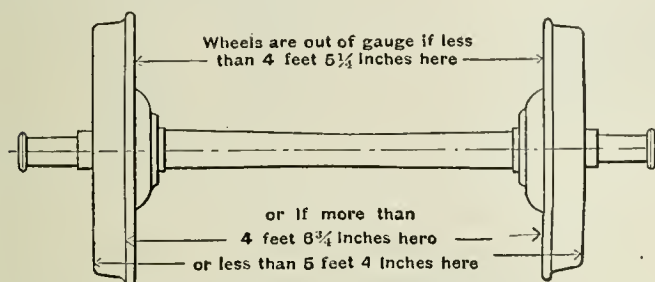 Wheels are out of gauge if less
than 4 feet 5¼ inches here
or if more than
4 feet 6¾ inches here
or less than 5 feet 4 inches here